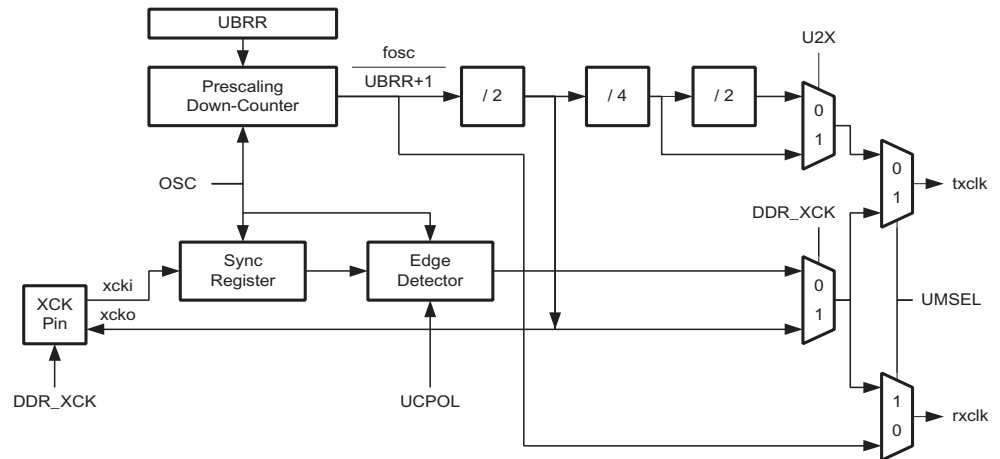 UBRR
fosc
U2X
Prescaling
Down-Counter
UBRR+1
/ 2
/ 4
/ 2
0
1
OSC
0
1
txclk
DDR_XCK
Sync
Register
Edge
Detector
xcki
0
1
UMSEL
XCK
Pin
xcko
DDR_XCK
UCPOL
1
0
rxclk